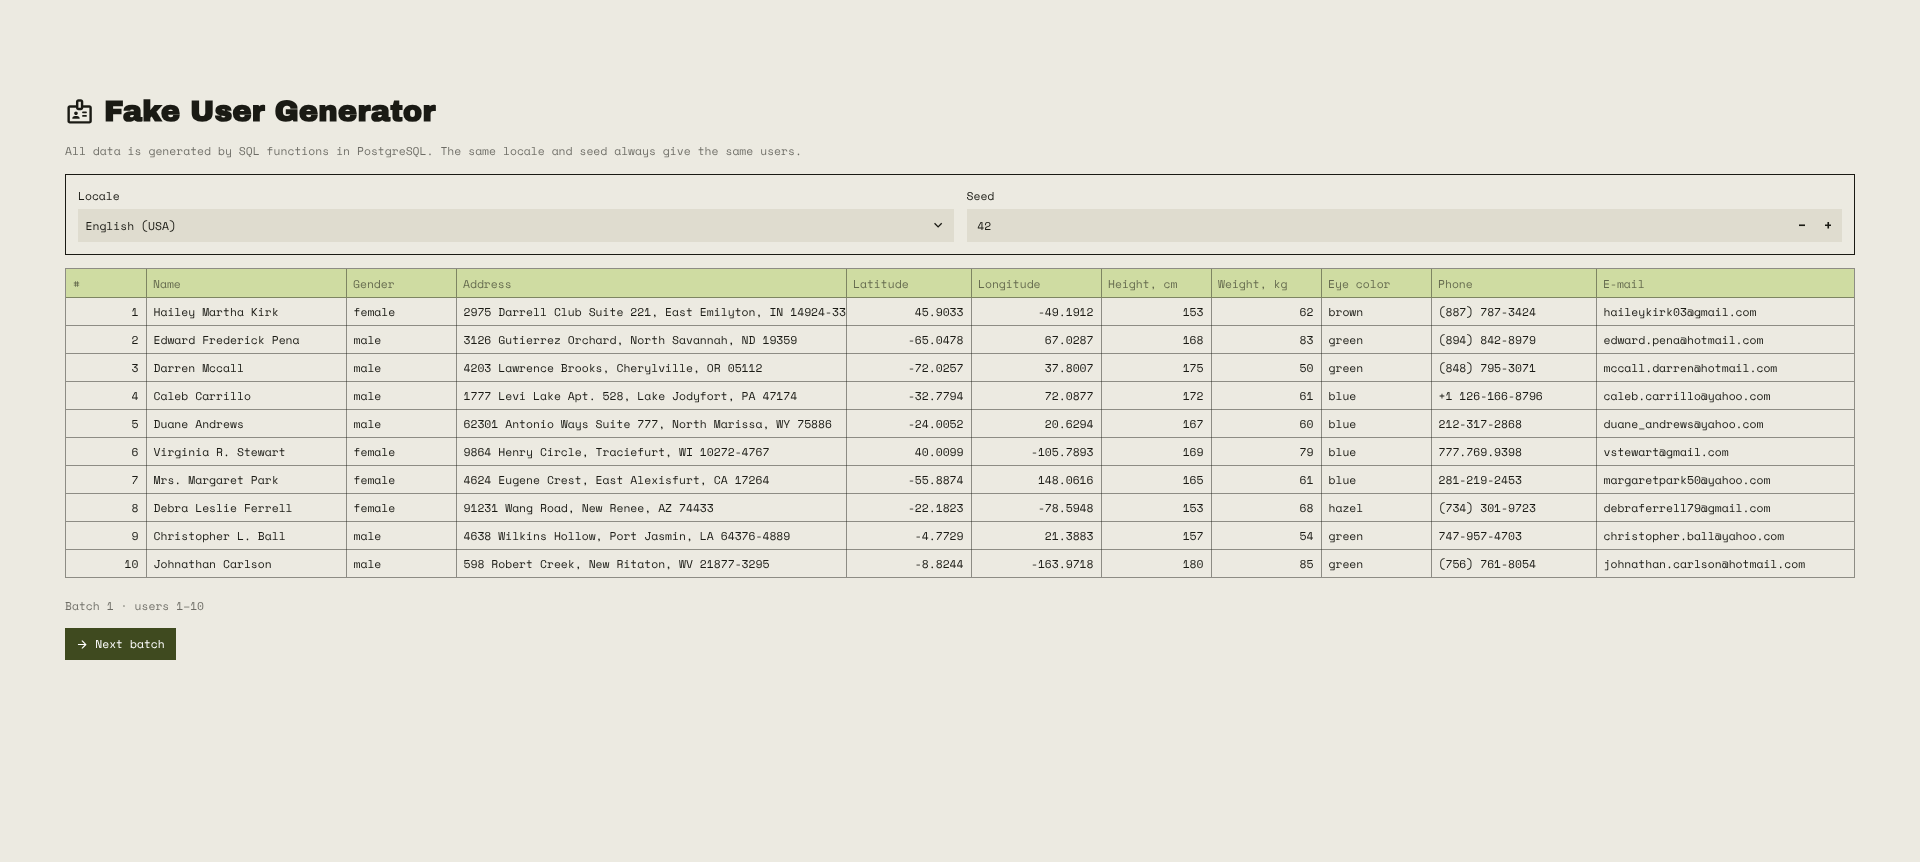 Fake User Generator
All data is generated by SQL functions in PostgreSQL. The same locale and seed always give the same users.
Locale Seed
English (USA) 42 − +
# Name Gender Address Latitude Longitude Height, cm Weight, kg Eye color Phone E-mail
1 Hailey Martha Kirk female 2975 Darrell Club Suite 221, East Emilyton, IN 14924-33 45.9033 -49.1912 153 62 brown (887) 787-3424 haileykirk03@gmail.com
2 Edward Frederick Pena male 3126 Gutierrez Orchard, North Savannah, ND 19359 -65.0478 67.0287 168 83 green (894) 842-8979 edward.pena@hotmail.com
3 Darren Mccall male 4203 Lawrence Brooks, Cherylville, OR 05112 -72.0257 37.8007 175 50 green (848) 795-3071 mccall.darren@hotmail.com
4 Caleb Carrillo male 1777 Levi Lake Apt. 528, Lake Jodyfort, PA 47174 -32.7794 72.0877 172 61 blue +1 126-166-8796 caleb.carrillo@yahoo.com
5 Duane Andrews male 62301 Antonio Ways Suite 777, North Marissa, WY 75886 -24.0052 20.6294 167 60 blue 212-317-2868 duane_andrews@yahoo.com
6 Virginia R. Stewart female 9864 Henry Circle, Traciefurt, WI 10272-4767 40.0099 -105.7893 169 79 blue 777.769.9398 vstewart@gmail.com
7 Mrs. Margaret Park female 4624 Eugene Crest, East Alexisfurt, CA 17264 -55.8874 148.0616 165 61 blue 281-219-2453 margaretpark50@yahoo.com
8 Debra Leslie Ferrell female 91231 Wang Road, New Renee, AZ 74433 -22.1823 -78.5948 153 68 hazel (734) 301-9723 debraferrell79@gmail.com
9 Christopher L. Ball male 4638 Wilkins Hollow, Port Jasmin, LA 64376-4889 -4.7729 21.3883 157 54 green 747-957-4703 christopher.ball@yahoo.com
10 Johnathan Carlson male 598 Robert Creek, New Ritaton, WV 21877-3295 -8.8244 -163.9718 180 85 green (756) 761-8054 johnathan.carlson@hotmail.com
Batch 1 · users 1–10
→ Next batch